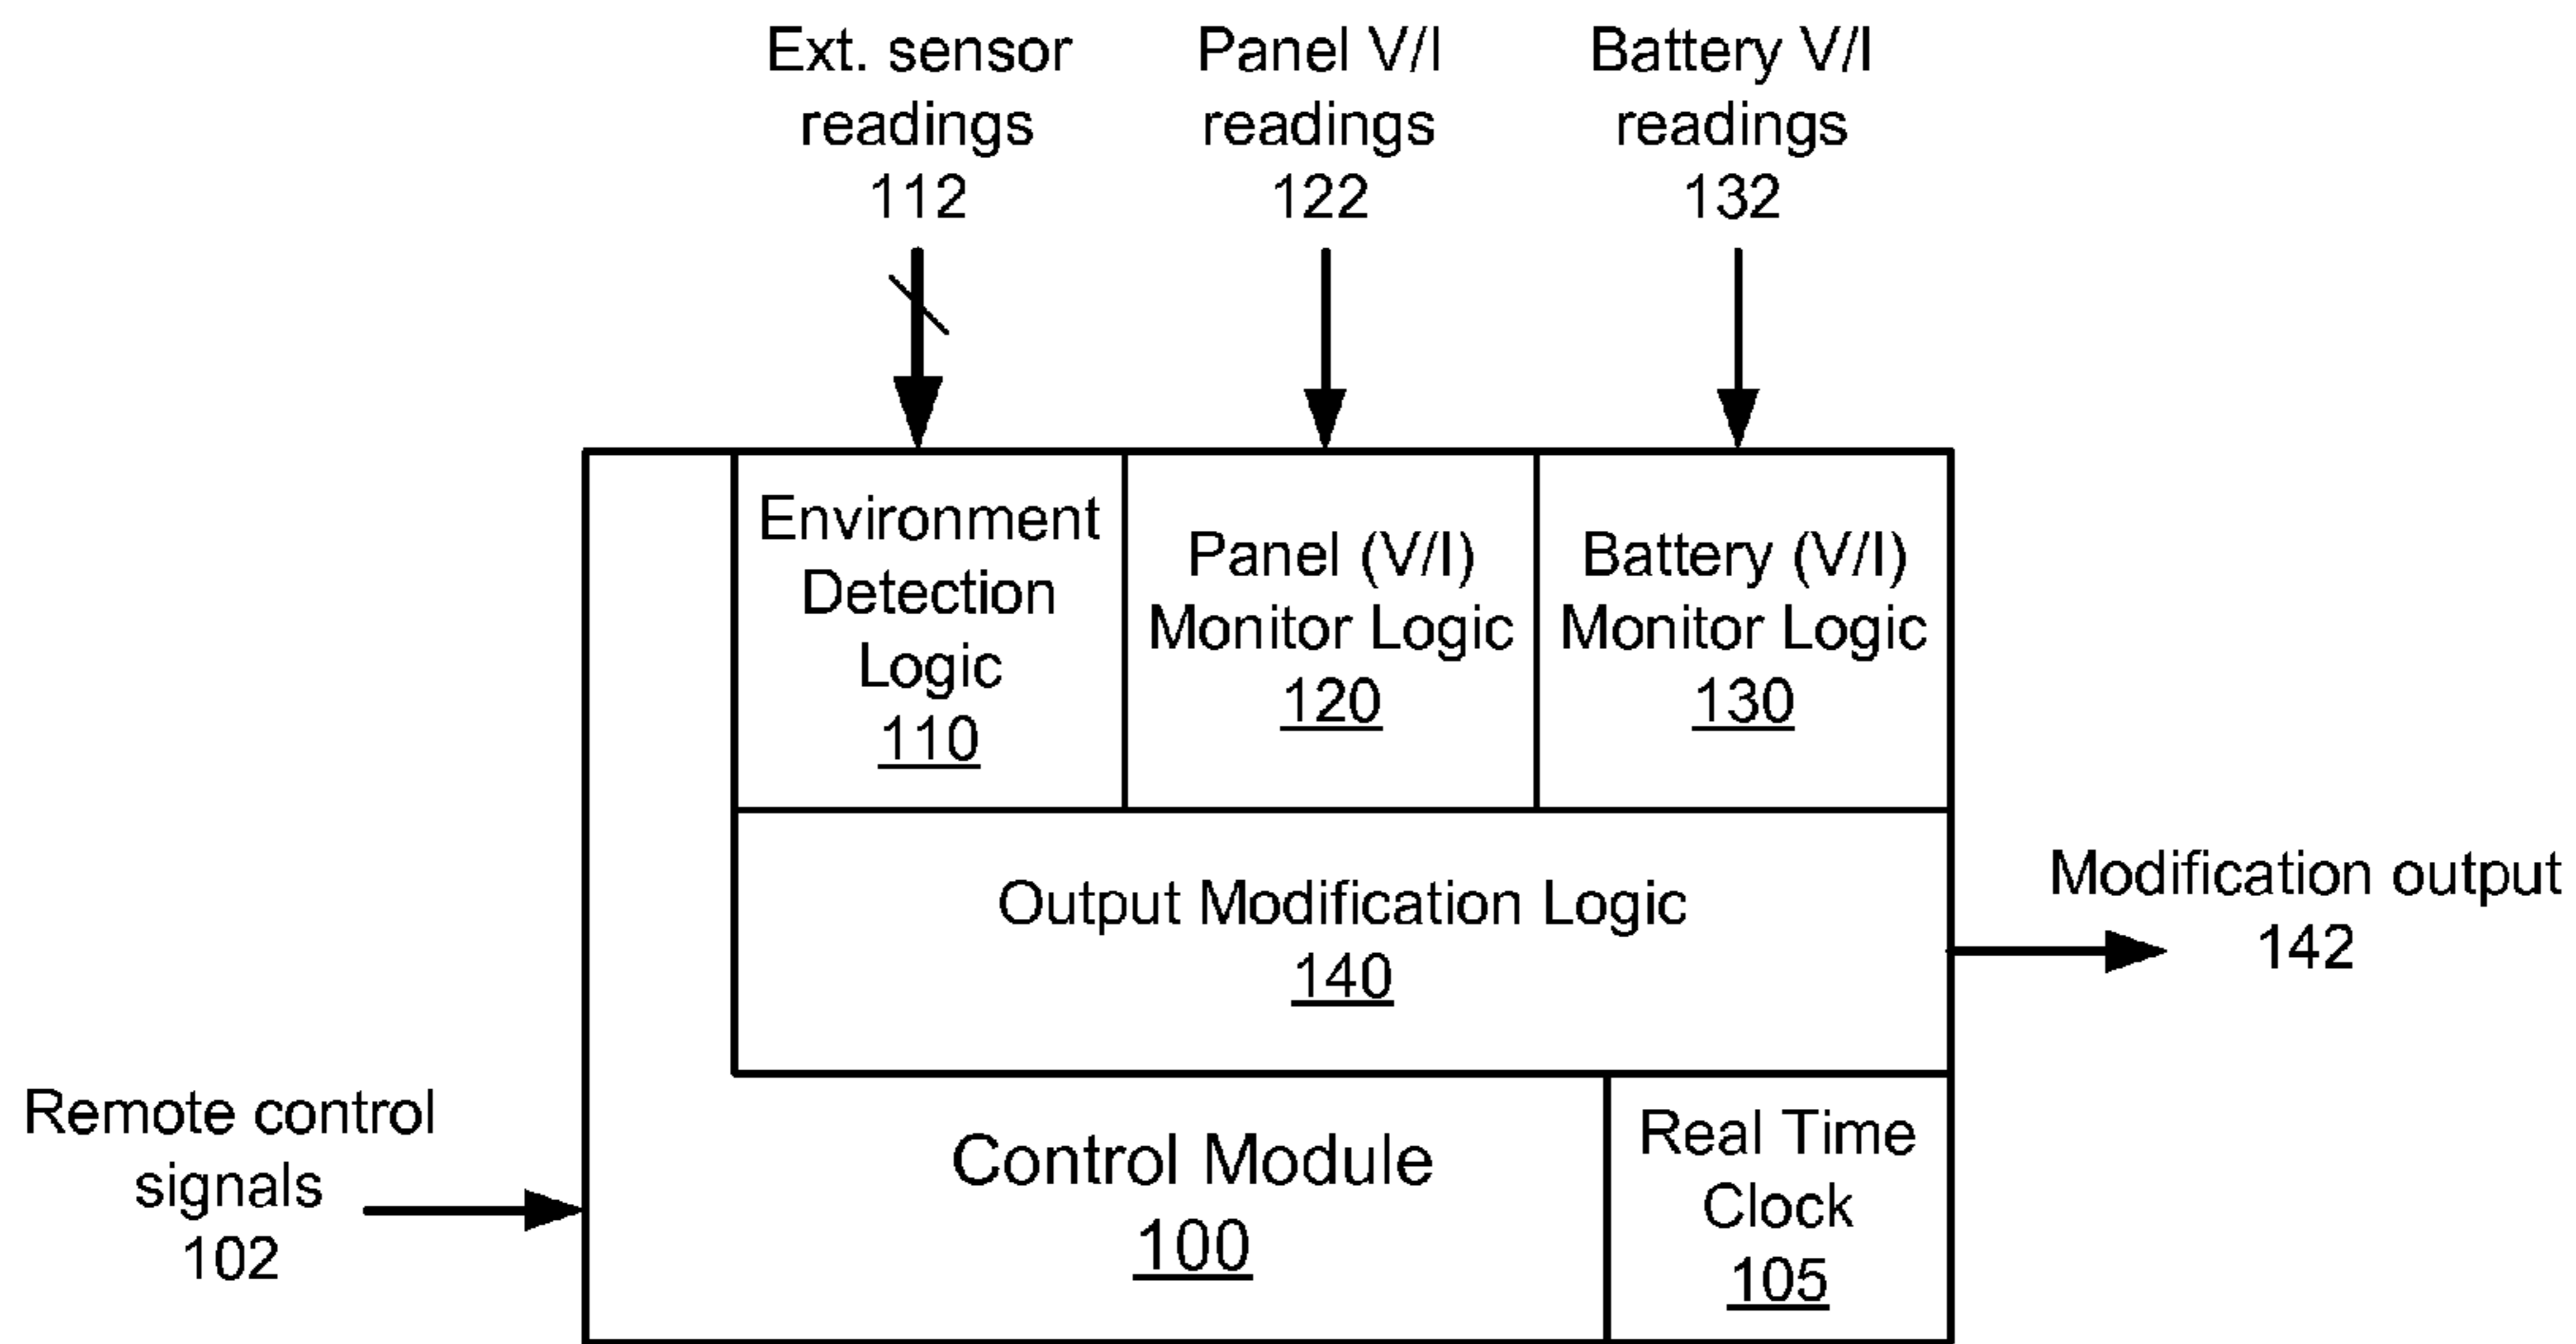 Ext. sensor
readings
112
Panel V/I
readings
122
Battery V/I
readings
132
Environment
Detection
Logic
110
Panel (V/I)
Monitor Logic
120
Battery (V/I)
Monitor Logic
130
Output Modification Logic
140
Modification output
142
Remote control
signals
102
Control Module
100
Real Time
Clock
105